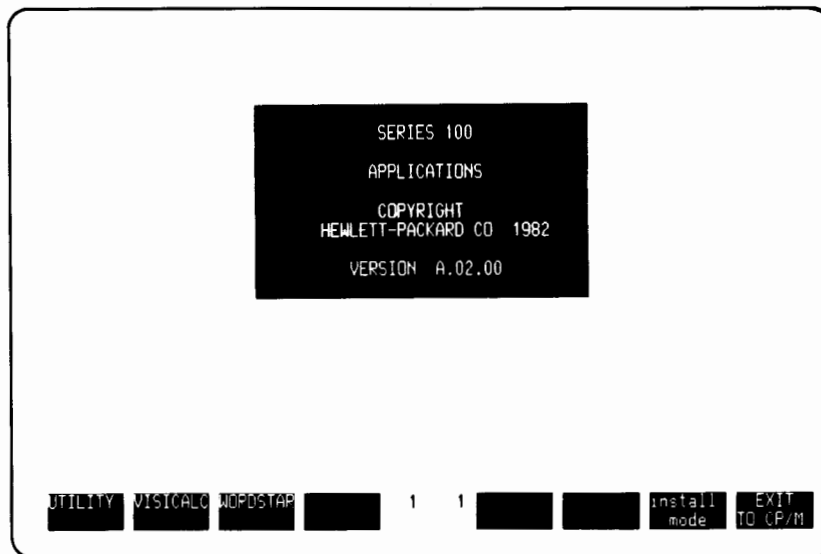 SERIES 100
APPLICATIONS
COPYRIGHT
HEWLETT-PACKARD CO 1982
VERSION A.02.00
UTILITY VISICALC WORDSTAR 1 1 install mode EXIT TO CP/M